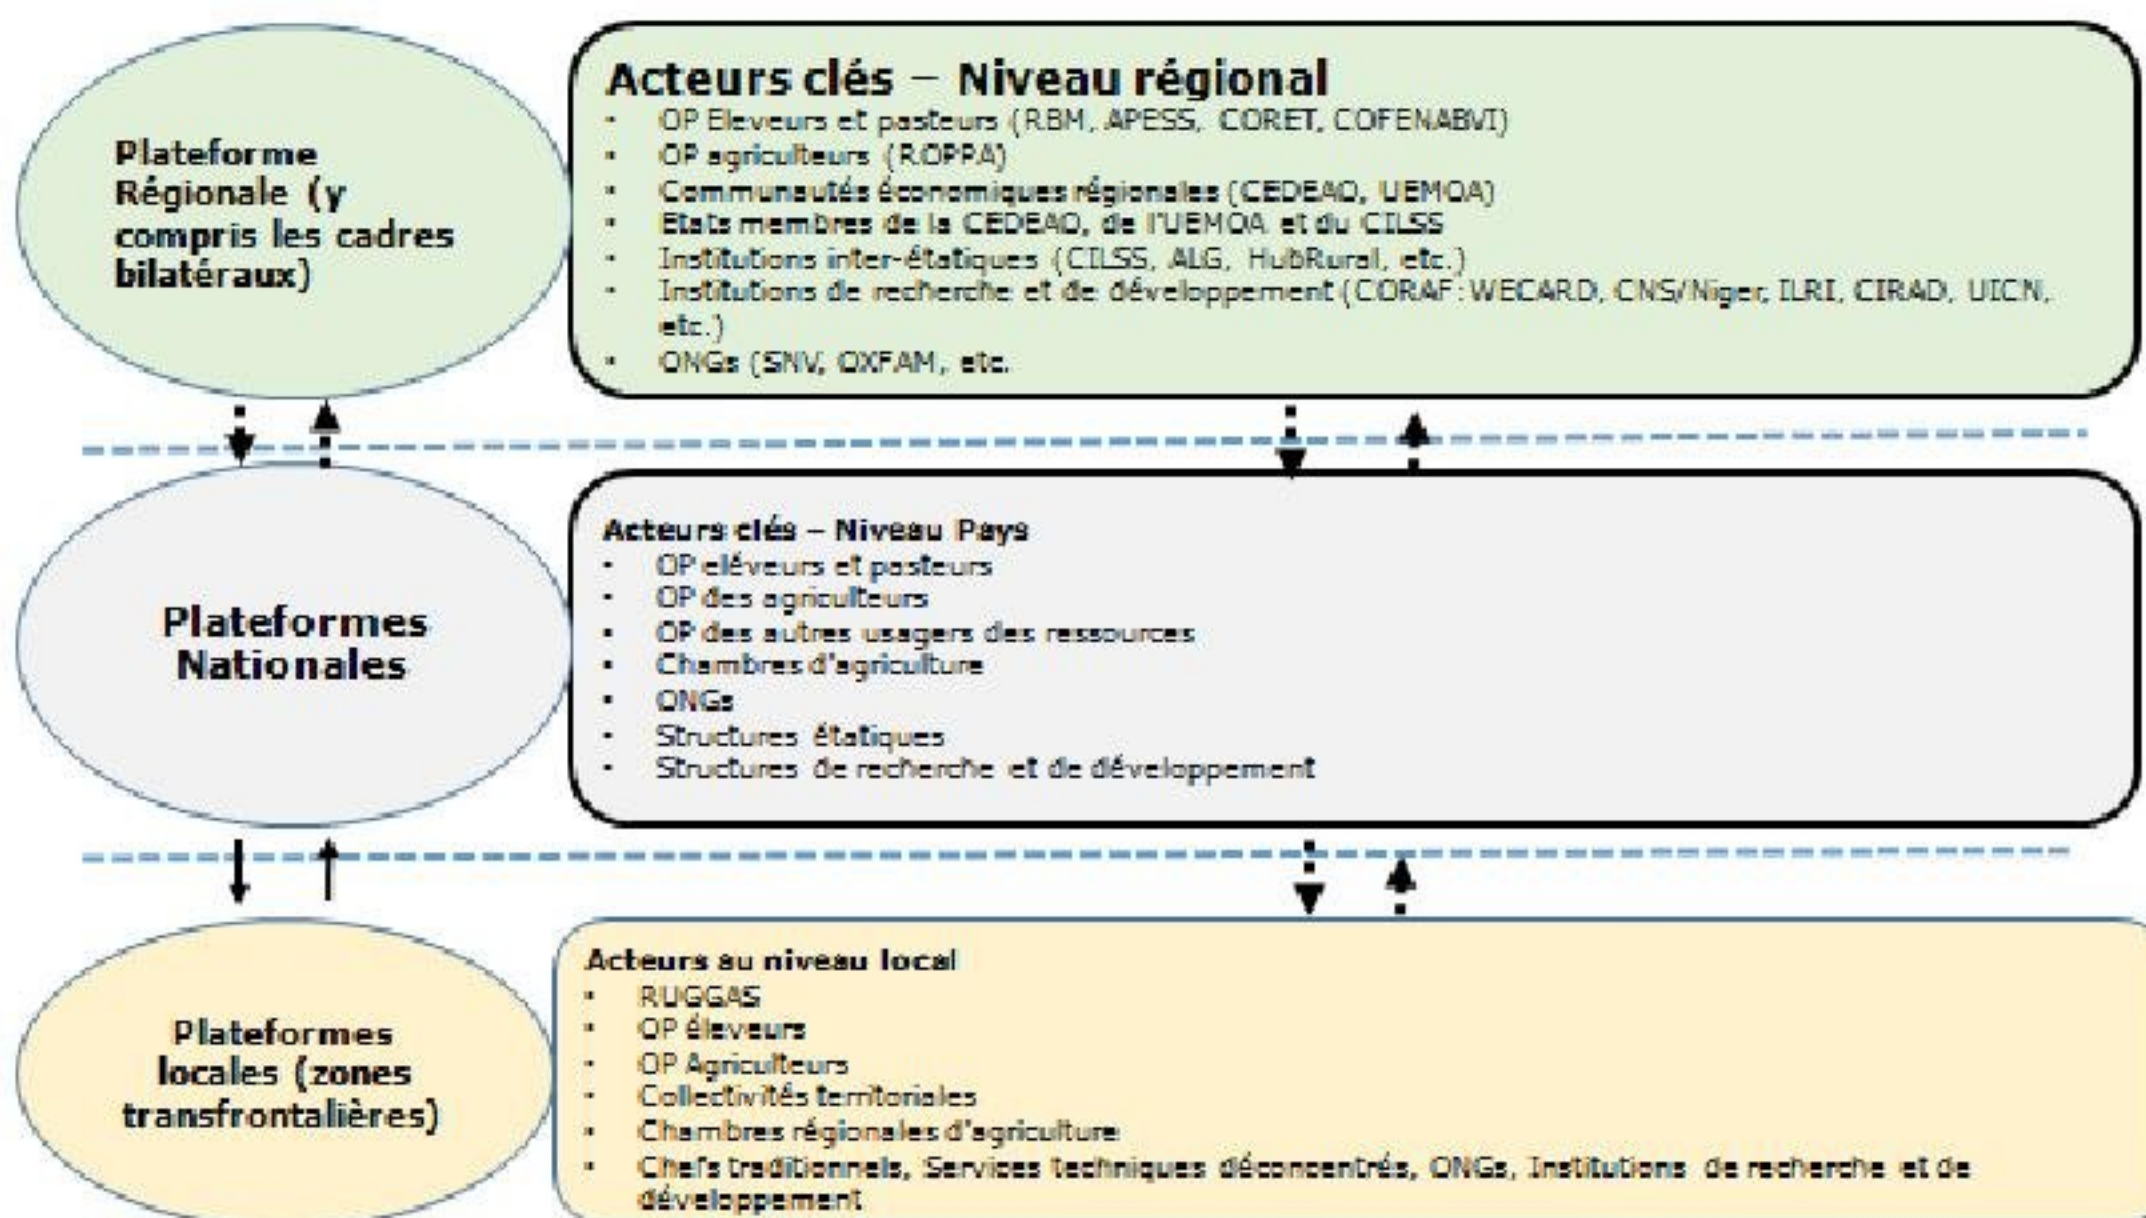 Plateforme
Régionale (y
compris les cadres
bilatéraux)
Acteurs clés – Niveau régional
• OP Eleveurs et pasteurs (RBM, APESS, CORET, COFENABVI)
• OP agriculteurs (ROPPA)
• Communautés économiques régionales (CEDEAO, UEMOA)
• Etats membres de la CEDEAO, de l'UEMOA et du CILSS
• Institutions inter-étatiques (CILSS, ALG, HubRural, etc.)
• Institutions de recherche et de développement (CORAF: WECARD, CNS/Niger, ILRI, CIRAD, UICN,
etc.)
• ONGs (SNV, OXFAM, etc.
Plateformes
Nationales
Acteurs clés – Niveau Pays
• OP eléveurs et pasteurs
• OP des agriculteurs
• OP des autres usagers des ressources
• Chambres d'agriculture
• ONGs
• Structures étatiques
• Structures de recherche et de développement
Plateformes
locales (zones
transfrontalières)
Acteurs au niveau local
• RUGGAS
• OP éleveurs
• OP Agriculteurs
• Collectivités territoriales
• Chambres régionales d'agriculture
• Chefs traditionnels, Services techniques déconcentrés, ONGs, Institutions de recherche et de
développement